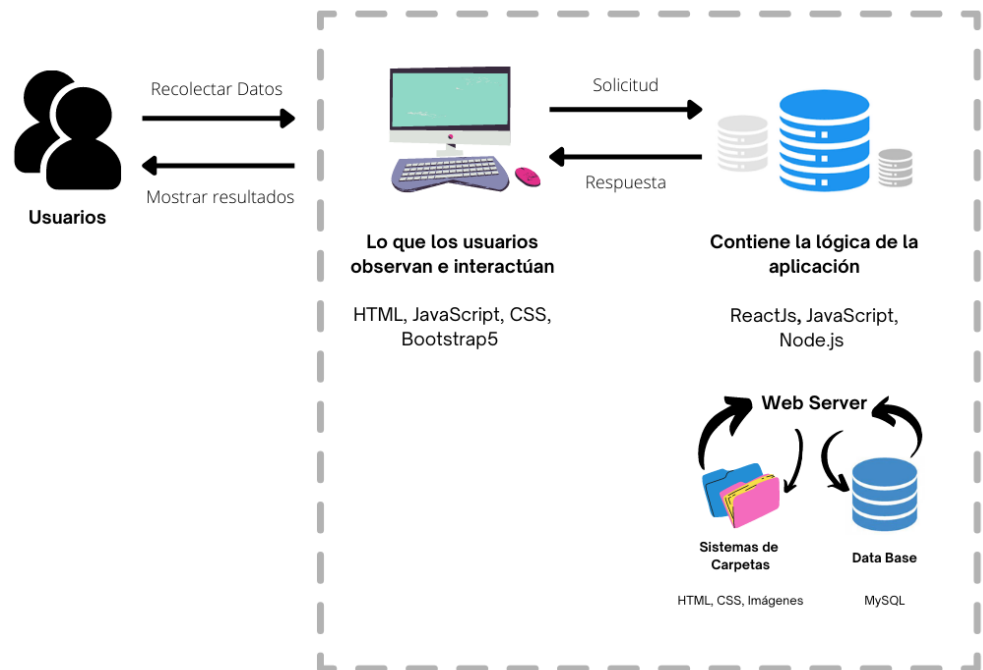 Recolectar Datos
Mostrar resultados
Usuarios
Solicitud
Respuesta
Lo que los usuarios
observan e interactúan
HTML, JavaScript, CSS,
Bootstrap5
Contiene la lógica de la
aplicación
ReactJs, JavaScript,
Node.js
Web Server
Sistemas de
Carpetas
HTML, CSS, Imágenes
Data Base
MySQL